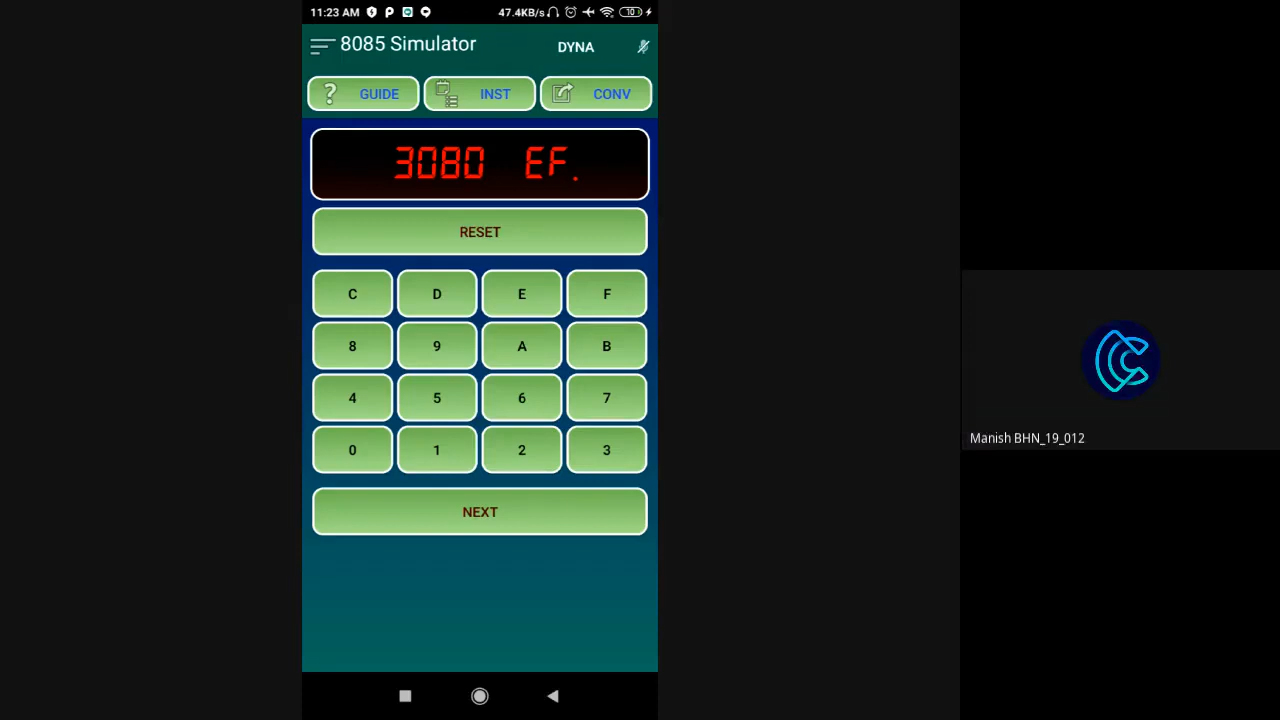 11:23 AM 47.4KB/s 10
8085 Simulator DYNA
? GUIDE INST CONV
3080 EF.
RESET
C D E F
8 9 A B
4 5 6 7
0 1 2 3
NEXT
Manish BHN_19_012